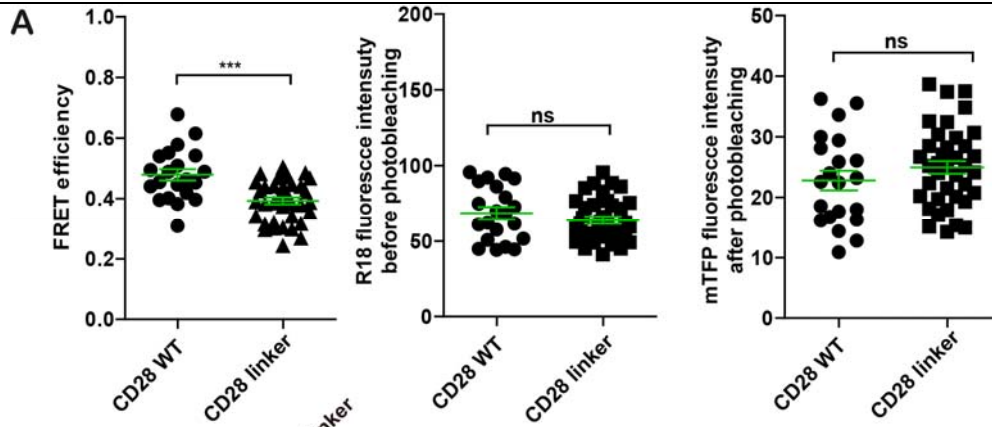 A
FRET efficiency
1.0
0.8
0.6
0.4
0.2
0.0
***
CD28 WT
CD28 linker
R18 fluorescce intensuty
before photobleaching
200
150
100
50
0
ns
CD28 WT
CD28 linker
mTFP fluorescce intensity
after photobleaching
50
40
30
20
10
0
ns
CD28 WT
CD28 linker